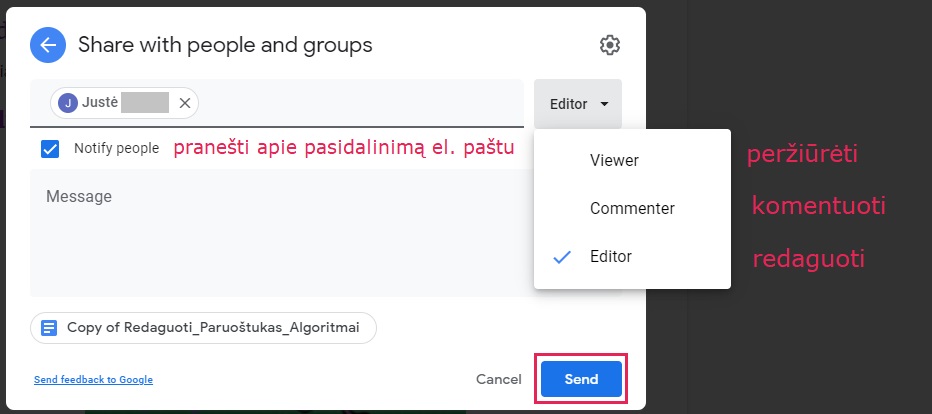 Share with people and groups
J Justė
Editor
Notify people pranešti apie pasidalinimą el. paštu
Viewer peržiūrėti
Message
Commenter komentuoti
Editor redaguoti
Copy of Redaguoti_Paruoštukas_Algoritmai
Send feedback to Google
Cancel
Send